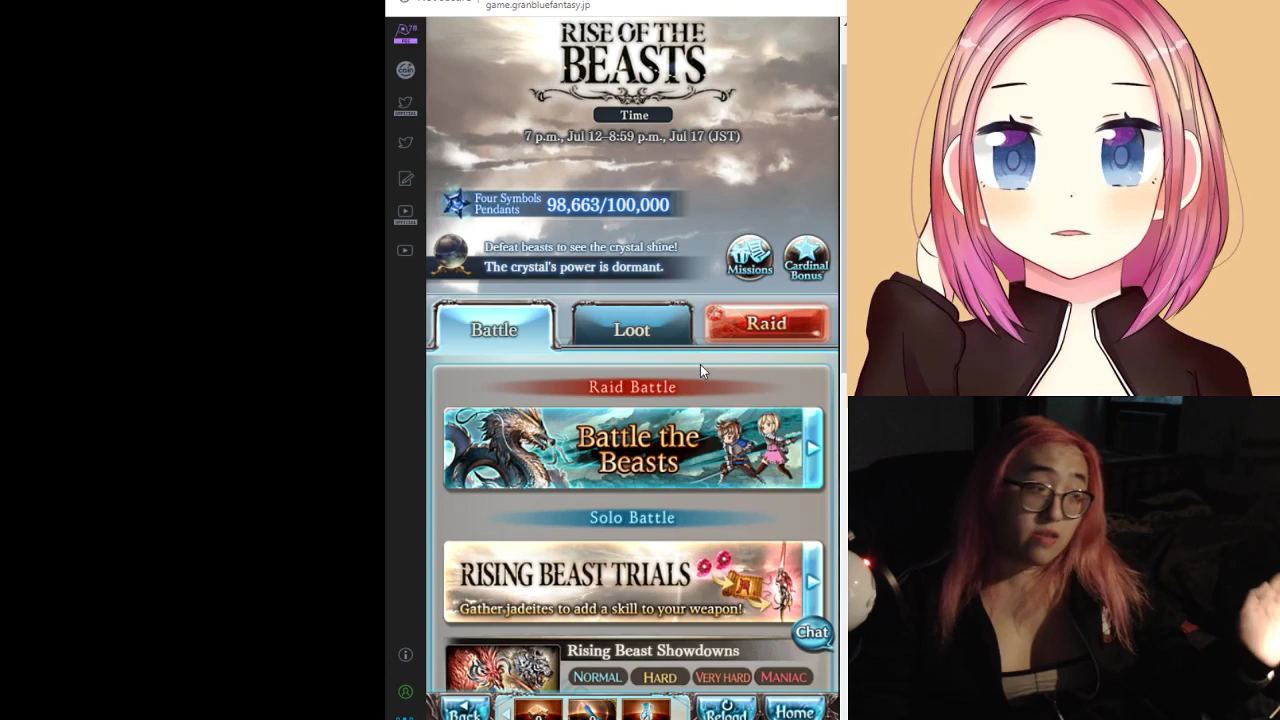 game.granbluefantasy.jp
RISE OF THE
BEASTS
Time
7 p.m., Jul 12–8:59 p.m., Jul 17 (JST)
Four Symbols
Pendants
98,663/100,000
Defeat beasts to see the crystal shine!
The crystal's power is dormant.
Missions
Cardinal
Bonus
Battle
Loot
Raid
Raid Battle
Battle the
Beasts
Solo Battle
RISING BEAST TRIALS
Gather jadeites to add a skill to your weapon!
Chat
Rising Beast Showdowns
NORMAL
HARD
VERY HARD
MANIAC
Back
Reload
Home